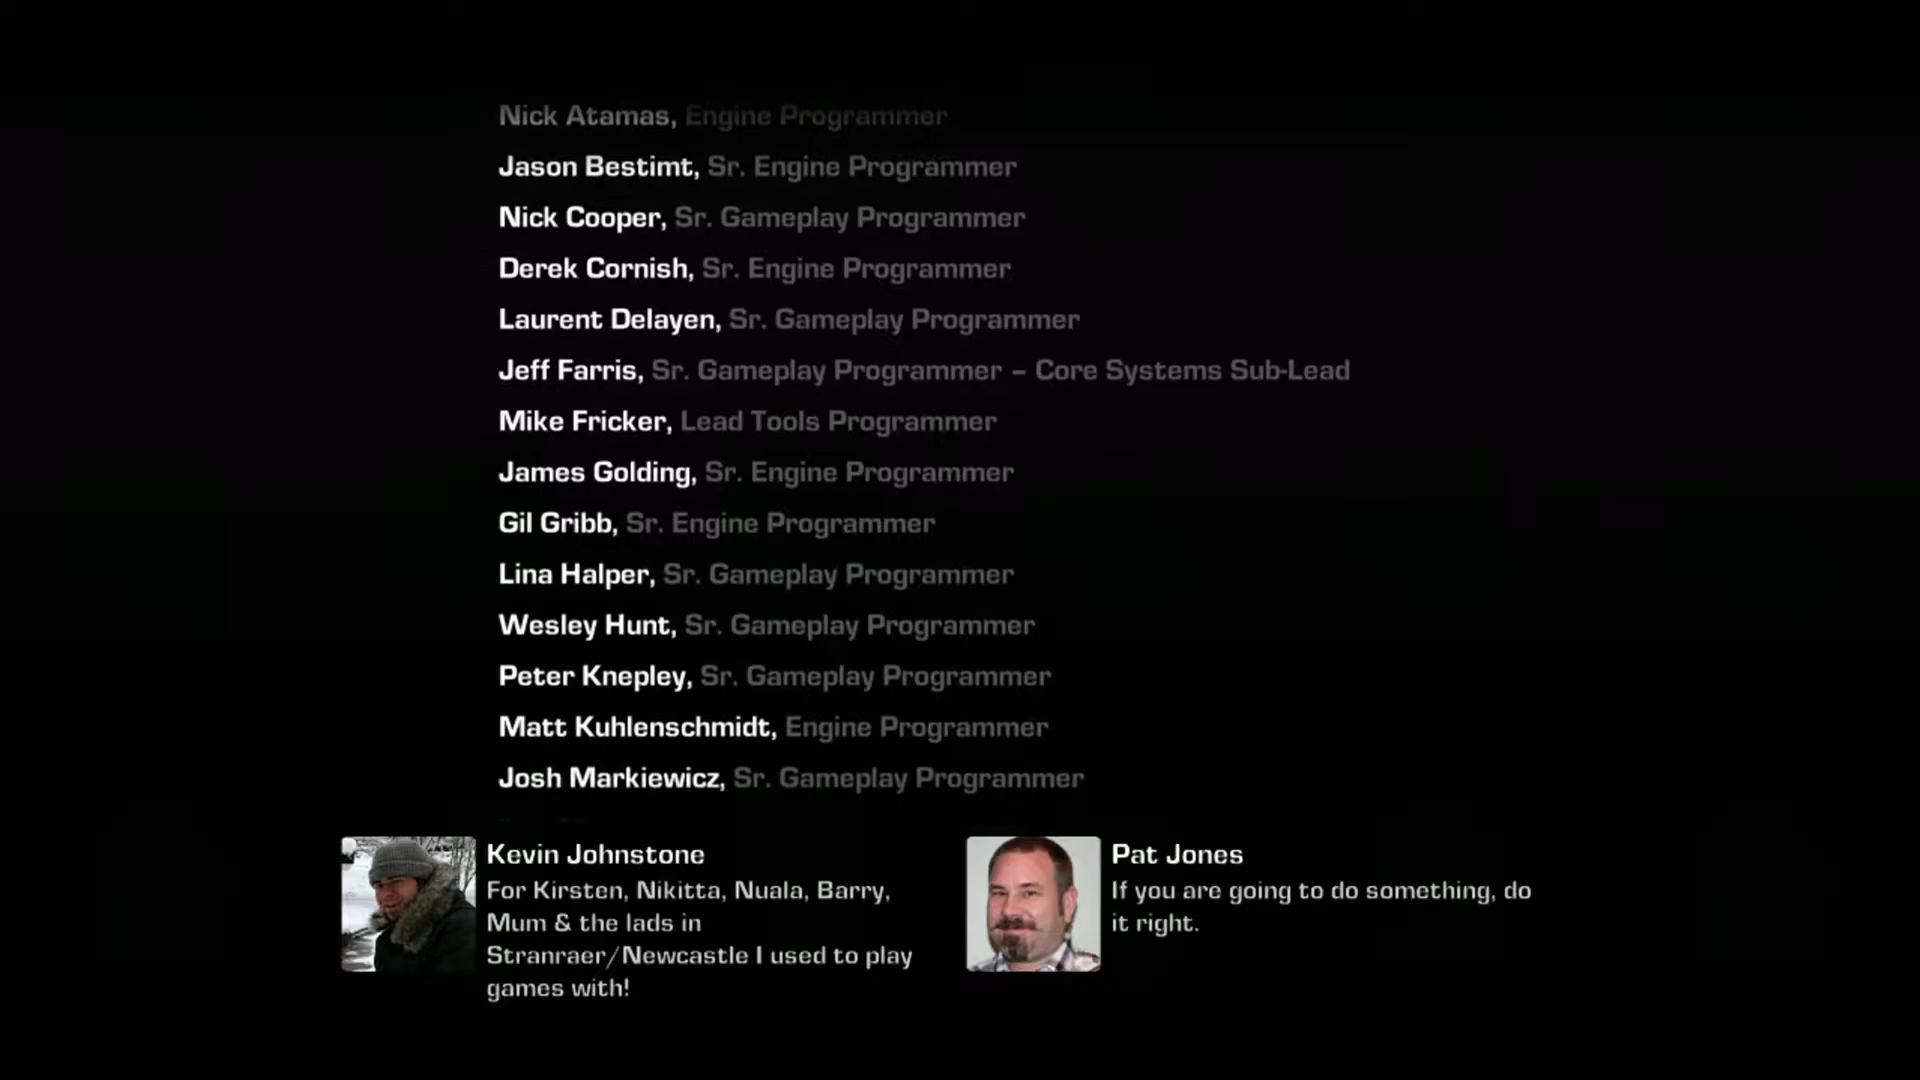 Nick Atamas, Engine Programmer
Jason Bestimt, Sr. Engine Programmer
Nick Cooper, Sr. Gameplay Programmer
Derek Cornish, Sr. Engine Programmer
Laurent Delayen, Sr. Gameplay Programmer
Jeff Farris, Sr. Gameplay Programmer – Core Systems Sub-Lead
Mike Fricker, Lead Tools Programmer
James Golding, Sr. Engine Programmer
Gil Gribb, Sr. Engine Programmer
Lina Halper, Sr. Gameplay Programmer
Wesley Hunt, Sr. Gameplay Programmer
Peter Knepley, Sr. Gameplay Programmer
Matt Kuhlenschmidt, Engine Programmer
Josh Markiewicz, Sr. Gameplay Programmer
Kevin Johnstone
For Kirsten, Nikitta, Nuala, Barry,
Mum & the lads in
Stranraer/Newcastle I used to play
games with!
Pat Jones
If you are going to do something, do
it right.